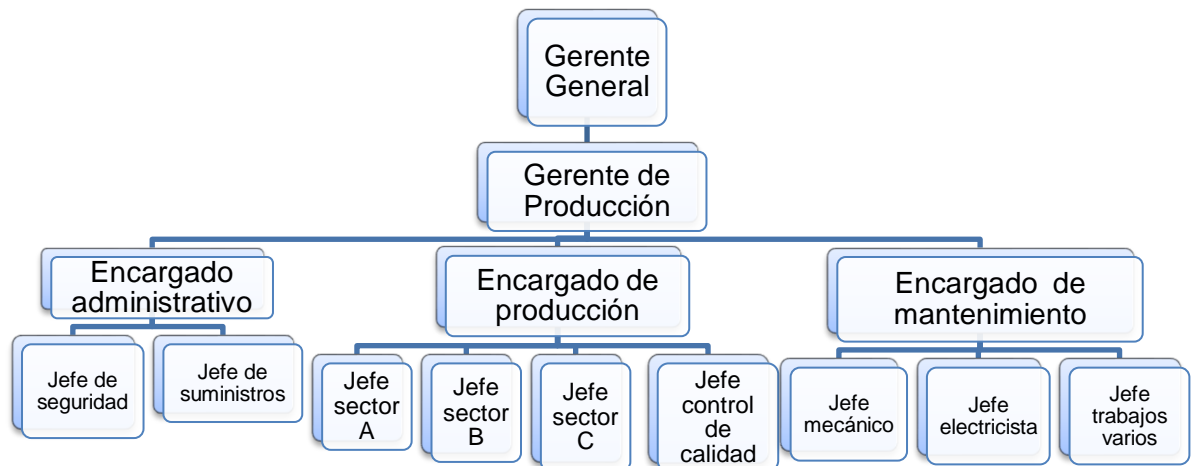 Gerente
General
Gerente de
Producción
Encargado
administrativo
Encargado de
producción
Encargado de
mantenimiento
Jefe de
seguridad
Jefe de
suministros
Jefe
sector
A
Jefe
sector
B
Jefe
sector
C
Jefe
control
de
calidad
Jefe
mecánico
Jefe
electricista
Jefe
trabajos
varios